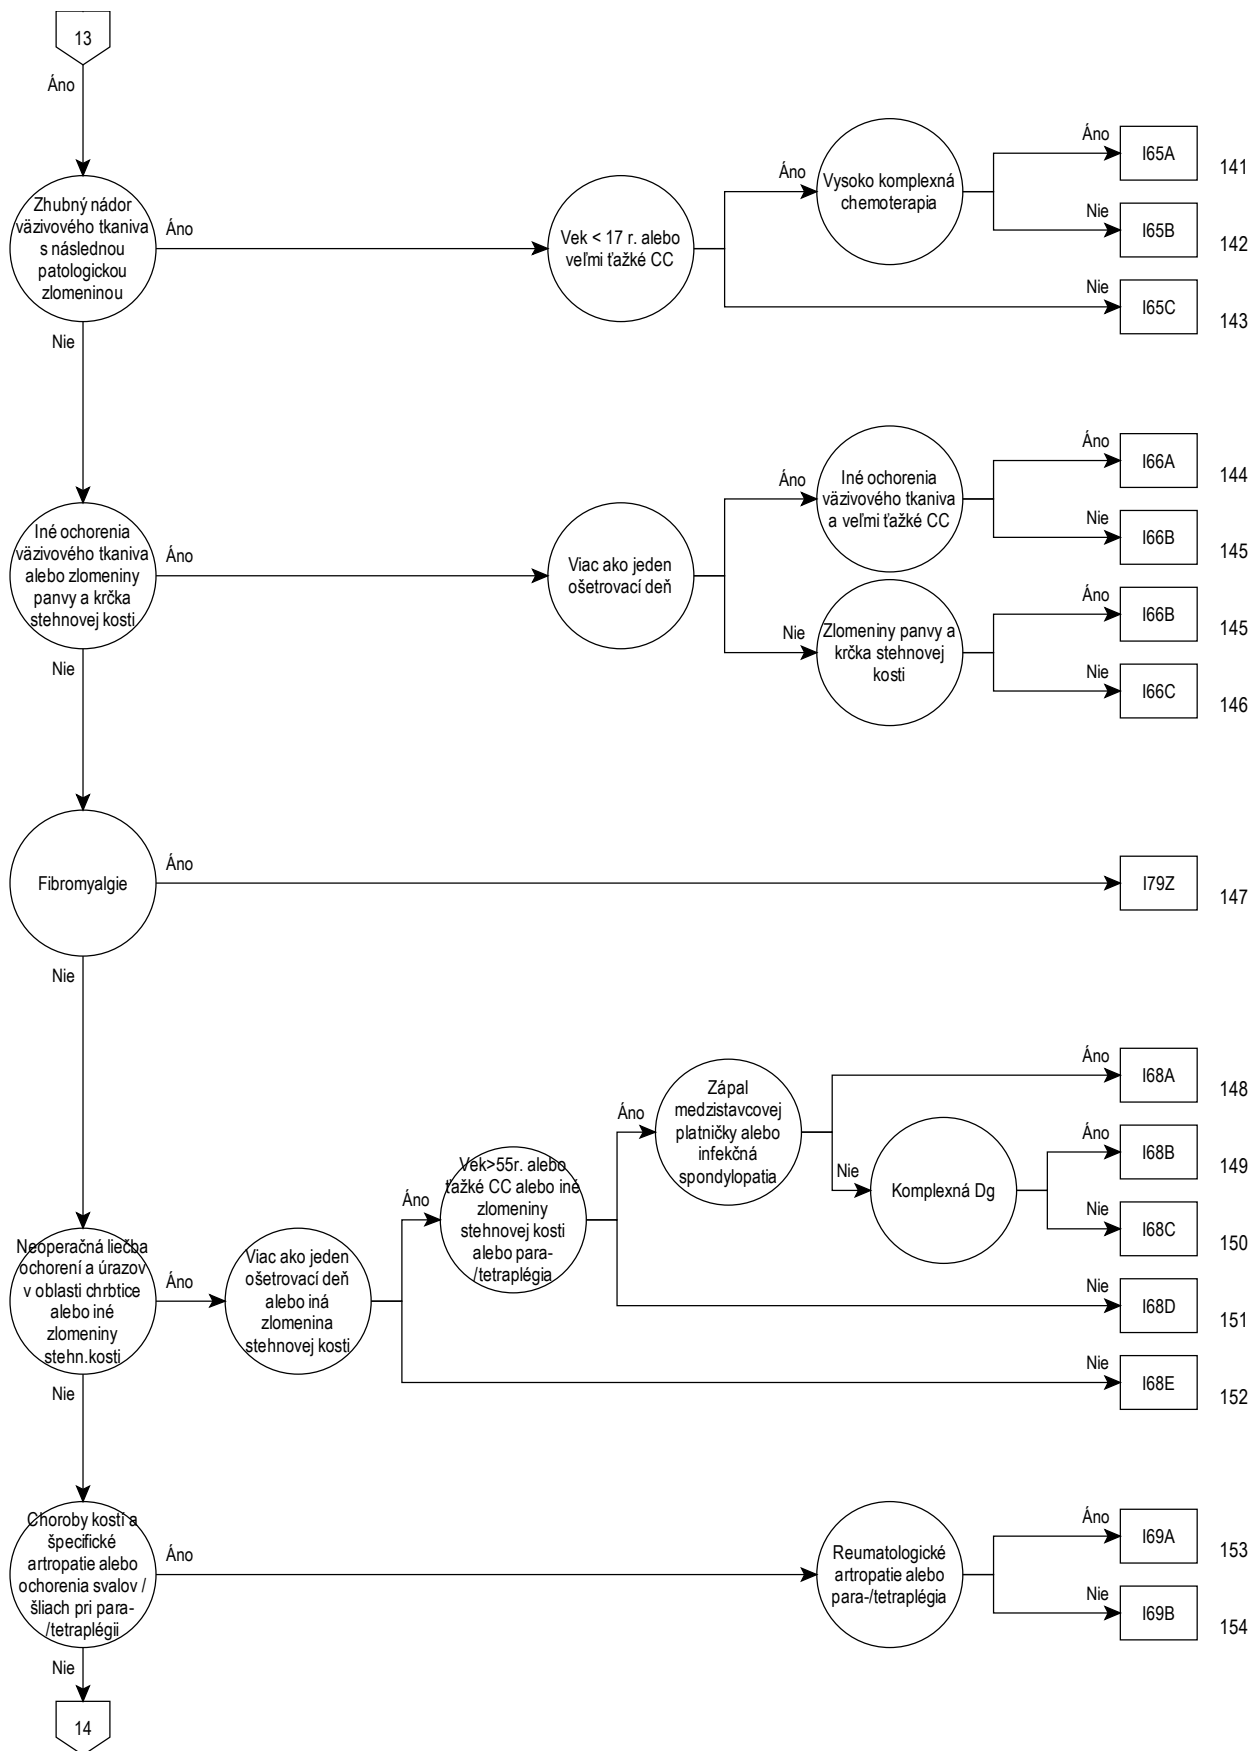 13
Áno
Zhubný nádor
väzivového tkaniva
s následnou
patologickou
zlomeninou
Áno
Vek < 17 r. alebo
veľmi ťažké CC
Áno
Vysoko komplexná
chemoterapia
Áno
I65A
141
Nie
I65B
142
Nie
I65C
143
Nie
Iné ochorenia
väzivového tkaniva
alebo zlomeniny
panvy a krčka
stehnovej kosti
Áno
Viac ako jeden
ošetrovací deň
Áno
Iné ochorenia
väzivového tkaniva
a veľmi ťažké CC
Áno
I66A
144
Nie
I66B
145
Nie
Zlomeniny panvy a
krčka stehnovej
kosti
Áno
I66B
145
Nie
I66C
146
Nie
Fibromyalgie
Áno
I79Z
147
Nie
Neoperačná liečba
ochorení a úrazov
v oblasti chrbtice
alebo iné
zlomeniny
stehn.kosti
Áno
Viac ako jeden
ošetrovací deň
alebo iná
zlomenina
stehnovej kosti
Áno
Vek>55r. alebo
ťažké CC alebo iné
zlomeniny
stehnovej kosti
alebo para-
/tetraplégia
Áno
Zápal
medzistavcovej
platničky alebo
infekčná
spondylopatia
Áno
I68A
148
Nie
Komplexná Dg
Áno
I68B
149
Nie
I68C
150
Nie
I68D
151
Nie
I68E
152
Nie
Choroby kostí a
špecifické
artropatie alebo
ochorenia svalov /
šliach pri para-
/tetraplégii
Áno
Reumatologické
artropatie alebo
para-/tetraplégia
Áno
I69A
153
Nie
I69B
154
Nie
14